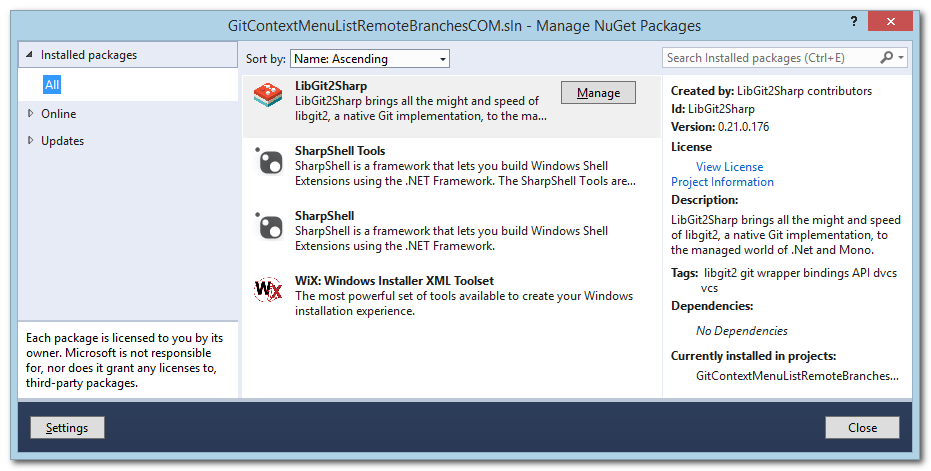 GitContextMenuListRemoteBranchesCOM.sln - Manage NuGet Packages
?
Installed packages
All
Online
Updates
Each package is licensed to you by its
owner. Microsoft is not responsible
for, nor does it grant any licenses to,
third-party packages.
Sort by: Name: Ascending
LibGit2Sharp
LibGit2Sharp brings all the might and speed of
libgit2, a native Git implementation, to the ma...
Manage
SharpShell Tools
SharpShell is a framework that lets you build Windows Shell
Extensions using the .NET Framework. The SharpShell Tools are...
SharpShell
SharpShell is a framework that lets you build Windows Shell
Extensions using the .NET Framework.
WiX
WiX: Windows Installer XML Toolset
The most powerful set of tools available to create your Windows
installation experience.
Search Installed packages (Ctrl+E)
Created by: LibGit2Sharp contributors
Id: LibGit2Sharp
Version: 0.21.0.176
License
View License
Project Information
Description:
LibGit2Sharp brings all the might and speed
of libgit2, a native Git implementation, to
the managed world of .Net and Mono.
Tags: libgit2 git wrapper bindings API dvcs
vcs
Dependencies:
No Dependencies
Currently installed in projects:
GitContextMenuListRemoteBranches...
Settings
Close